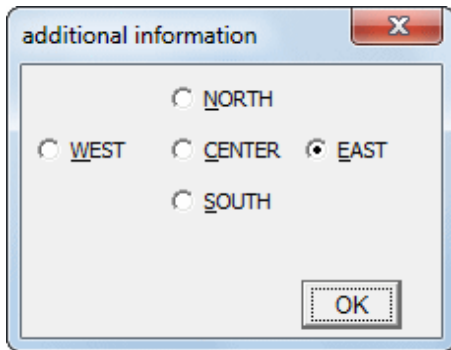 additional information
NORTH
WEST CENTER EAST
SOUTH
OK